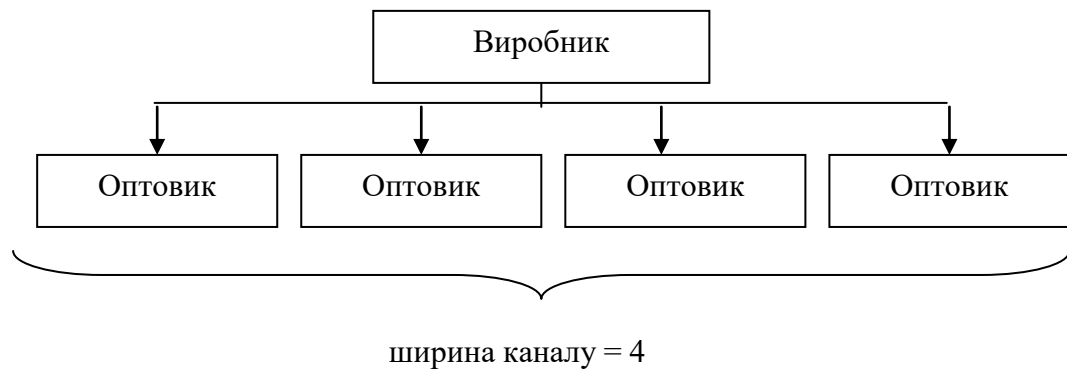 Виробник
Оптовик Оптовик Оптовик Оптовик
ширина каналу = 4